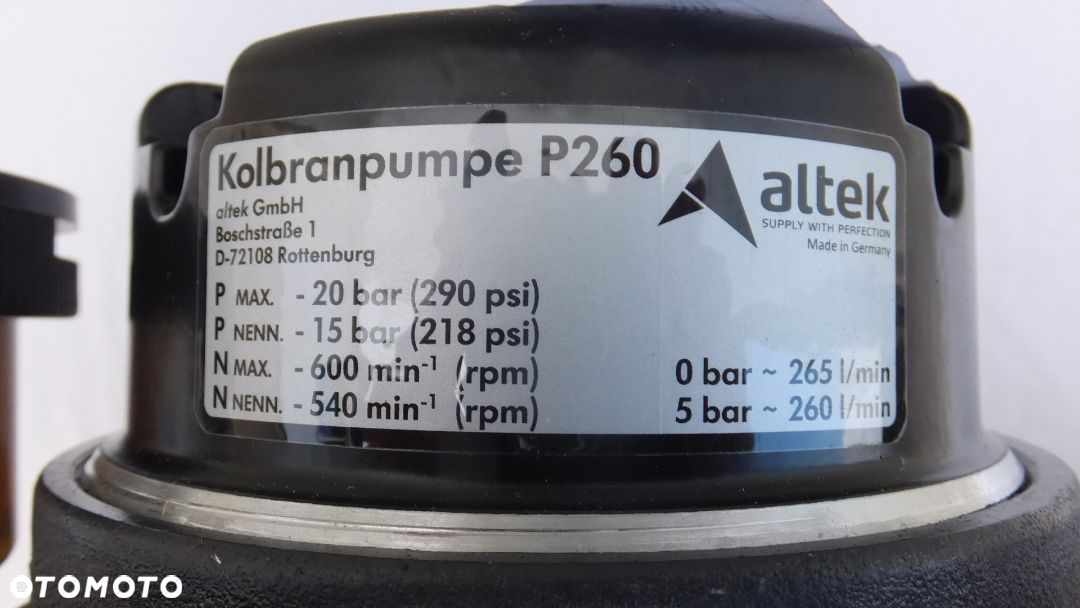 Kolbranpumpe P260
altek GmbH
Boschstraße 1
D-72108 Rottenburg
altek
SUPPLY WITH PERFECTION
Made in Germany
P MAX. - 20 bar (290 psi)
P NENN. - 15 bar (218 psi)
N MAX. - 600 min-¹ (rpm) 0 bar ~ 265 l/min
N NENN. - 540 min-¹ (rpm) 5 bar ~ 260 l/min
OTOMOTO